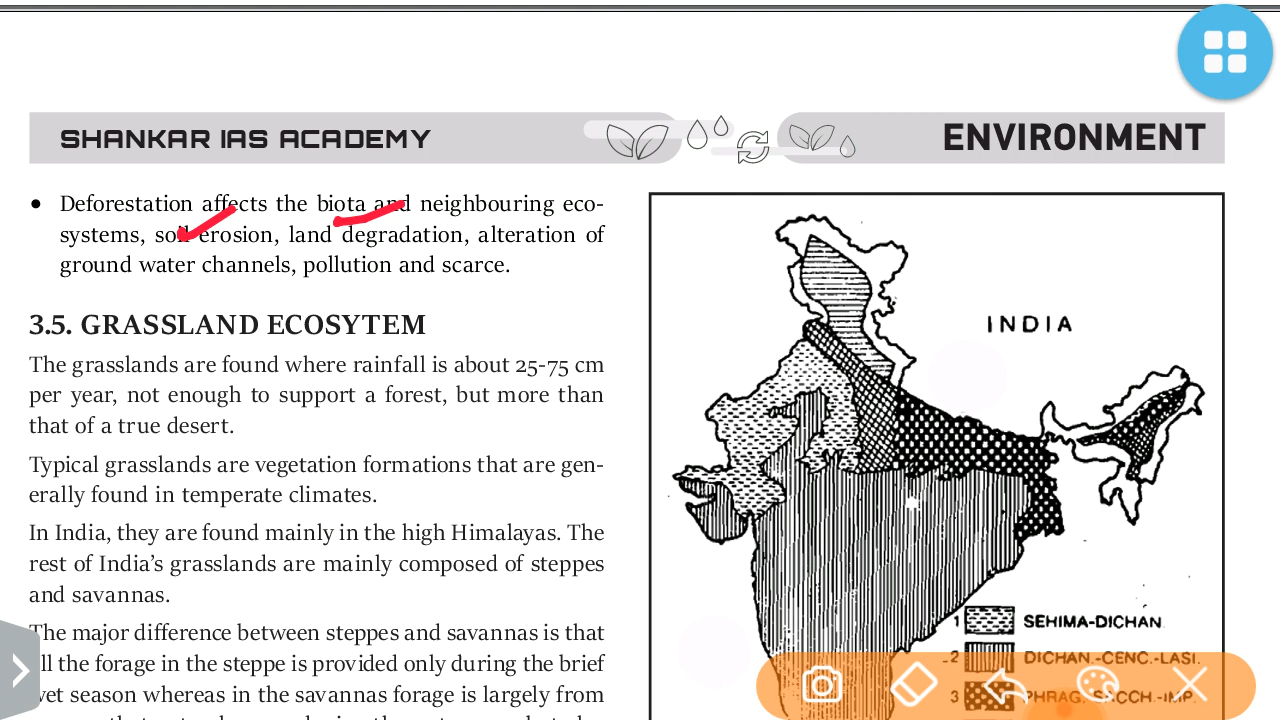 SHANKAR IAS ACADEMY
ENVIRONMENT
• Deforestation affects the biota and neighbouring eco-
systems, soil erosion, land degradation, alteration of
ground water channels, pollution and scarce.
3.5. GRASSLAND ECOSYTEM
The grasslands are found where rainfall is about 25-75 cm
per year, not enough to support a forest, but more than
that of a true desert.
Typical grasslands are vegetation formations that are gen-
erally found in temperate climates.
In India, they are found mainly in the high Himalayas. The
rest of India's grasslands are mainly composed of steppes
and savannas.
The major difference between steppes and savannas is that
all the forage in the steppe is provided only during the brief
wet season whereas in the savannas forage is largely from
INDIA
1 SEHIMA-DICHAN
2 DICHAN.-CENC.-LASI.
3 PHRAG. SACCH.-IMP.